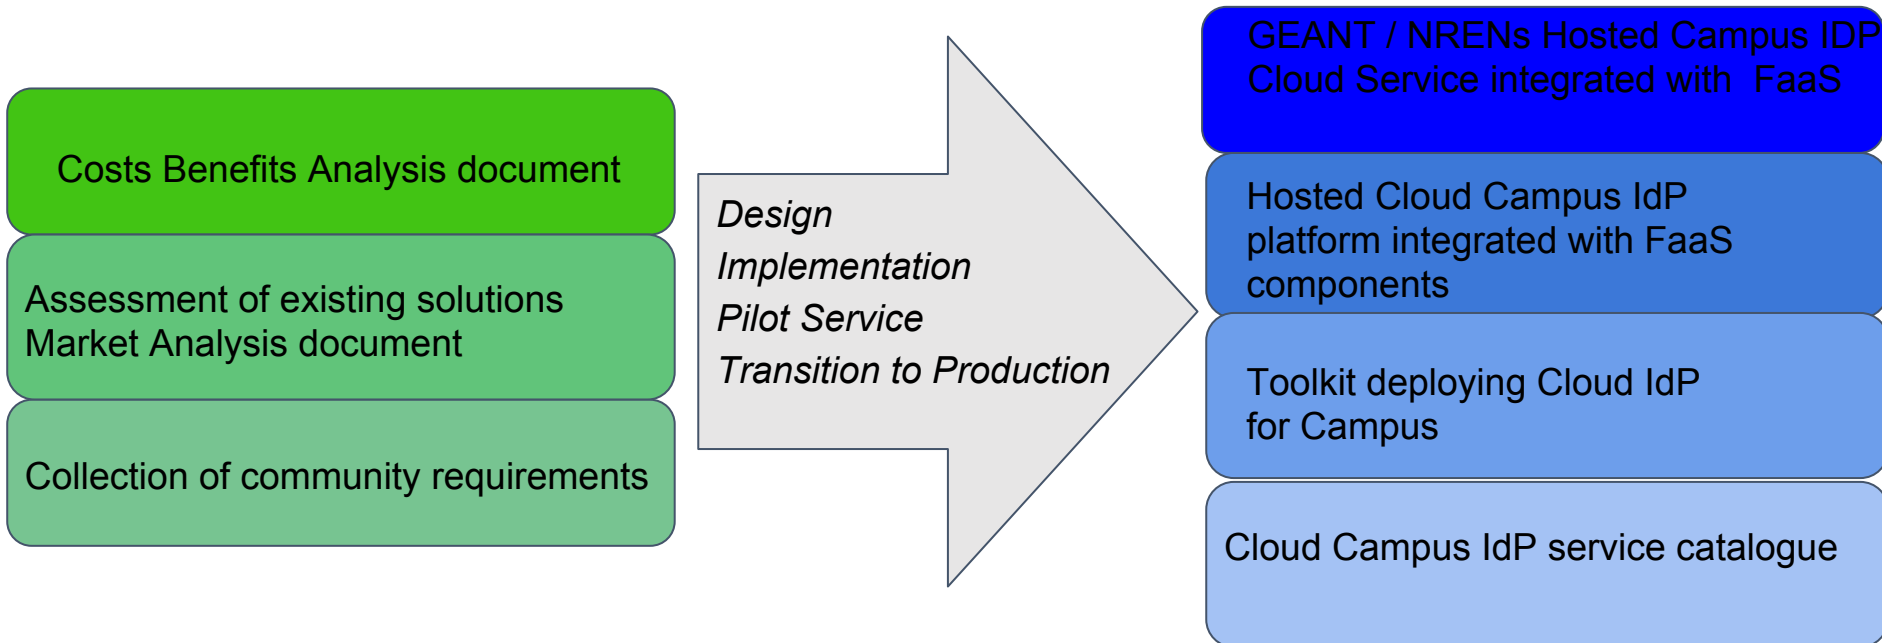 Costs Benefits Analysis document
Assessment of existing solutions
Market Analysis document
Collection of community requirements
Design
Implementation
Pilot Service
Transition to Production
GEANT / NRENs Hosted Campus IDP
Cloud Service integrated with FaaS
Hosted Cloud Campus IdP
platform integrated with FaaS
components
Toolkit deploying Cloud IdP
for Campus
Cloud Campus IdP service catalogue